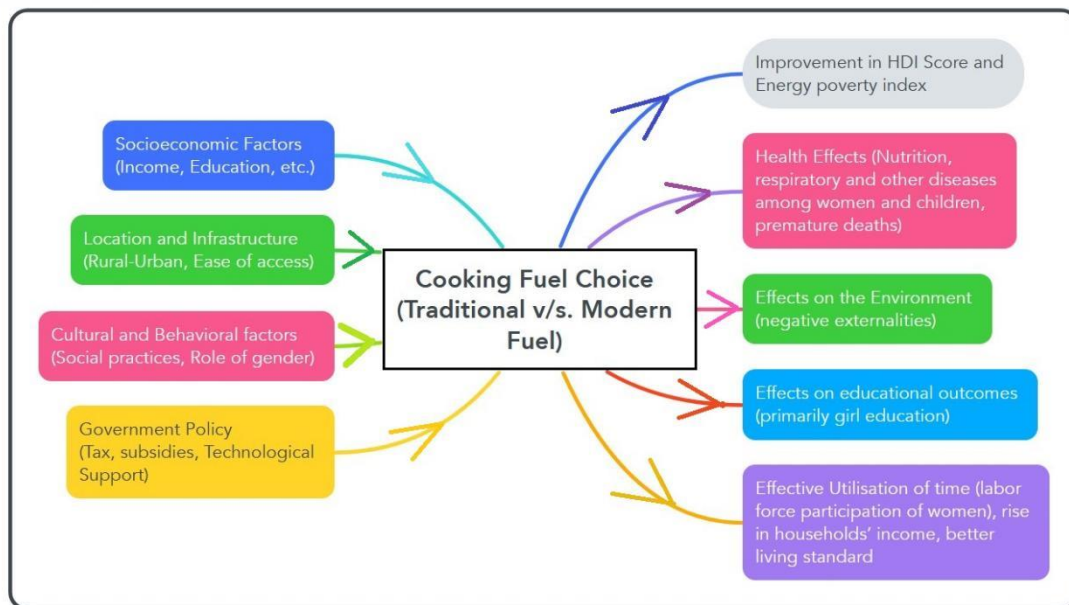 Socioeconomic Factors
(Income, Education, etc.)
Location and Infrastructure
(Rural-Urban, Ease of access)
Cultural and Behavioral factors
(Social practices, Role of gender)
Government Policy
(Tax, subsidies, Technological
Support)
Cooking Fuel Choice
(Traditional v/s. Modern
Fuel)
Improvement in HDI Score and
Energy poverty index
Health Effects (Nutrition,
respiratory and other diseases
among women and children,
premature deaths)
Effects on the Environment
(negative externalities)
Effects on educational outcomes
(primarily girl education)
Effective Utilisation of time (labor
force participation of women), rise
in households’ income, better
living standard